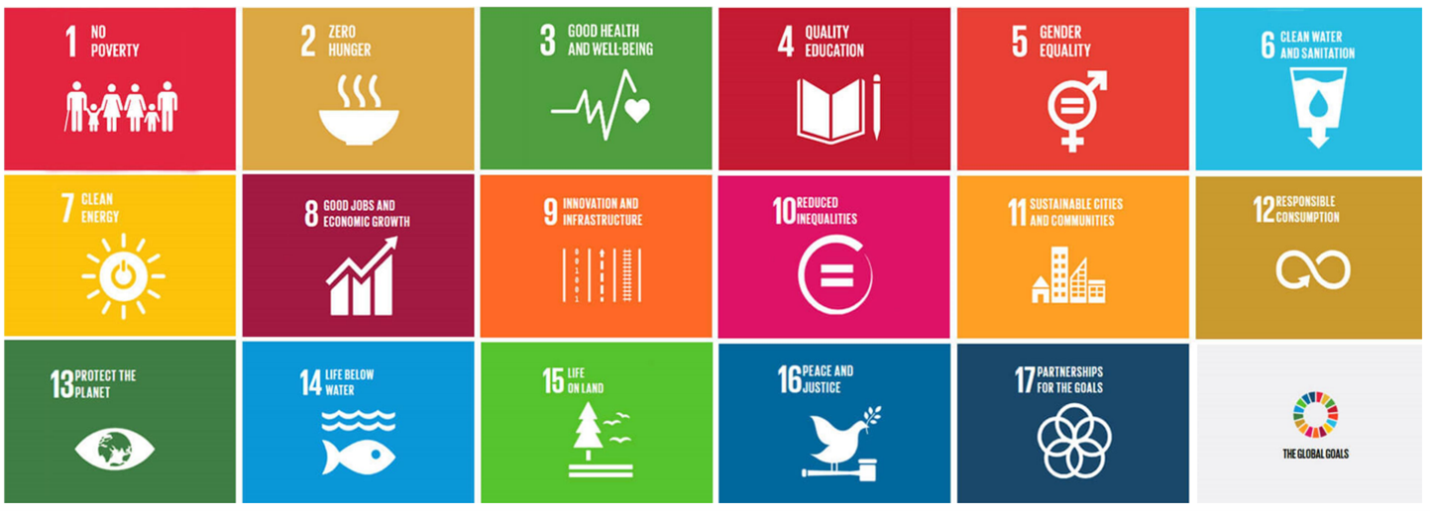 1 NO
POVERTY
2 ZERO
HUNGER
3 GOOD HEALTH
AND WELL-BEING
4 QUALITY
EDUCATION
5 GENDER
EQUALITY
6 CLEAN WATER
AND SANITATION
7 CLEAN
ENERGY
8 GOOD JOBS AND
ECONOMIC GROWTH
9 INNOVATION AND
INFRASTRUCTURE
10 REDUCED
INEQUALITIES
11 SUSTAINABLE CITIES
AND COMMUNITIES
12 RESPONSIBLE
CONSUMPTION
13 PROTECT THE
PLANET
14 LIFE BELOW
WATER
15 LIFE
ON LAND
16 PEACE AND
JUSTICE
17 PARTNERSHIPS
FOR THE GOALS
THE GLOBAL GOALS